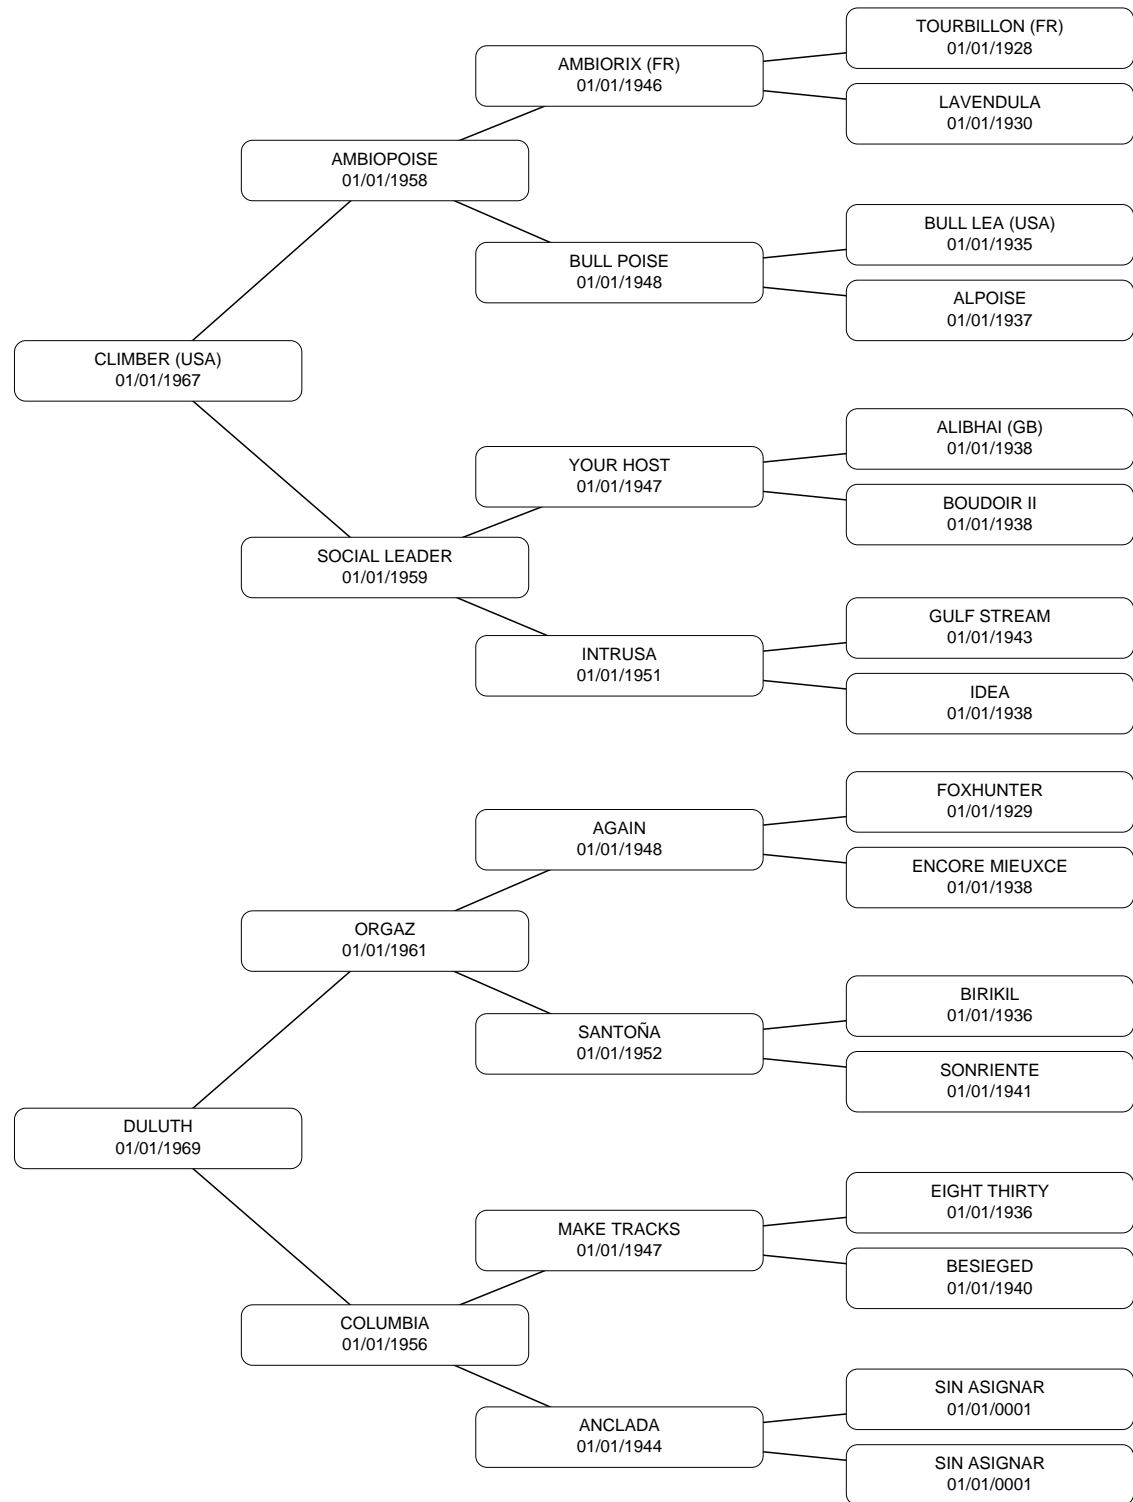 TOURBILLON (FR)
01/01/1928
AMBIORIX (FR)
01/01/1946
LAVENDULA
01/01/1930
AMBIOPOISE
01/01/1958
BULL LEA (USA)
01/01/1935
BULL POISE
01/01/1948
ALPOISE
01/01/1937
CLIMBER (USA)
01/01/1967
ALIBHAI (GB)
01/01/1938
YOUR HOST
01/01/1947
BOUDOIR II
01/01/1938
SOCIAL LEADER
01/01/1959
GULF STREAM
01/01/1943
INTRUSA
01/01/1951
IDEA
01/01/1938
FOXHUNTER
01/01/1929
AGAIN
01/01/1948
ENCORE MIEUXCE
01/01/1938
ORGAZ
01/01/1961
BIRIKIL
01/01/1936
SANTOÑA
01/01/1952
SONRIENTE
01/01/1941
DULUTH
01/01/1969
EIGHT THIRTY
01/01/1936
MAKE TRACKS
01/01/1947
BESIEGED
01/01/1940
COLUMBIA
01/01/1956
SIN ASIGNAR
01/01/0001
ANCLADA
01/01/1944
SIN ASIGNAR
01/01/0001